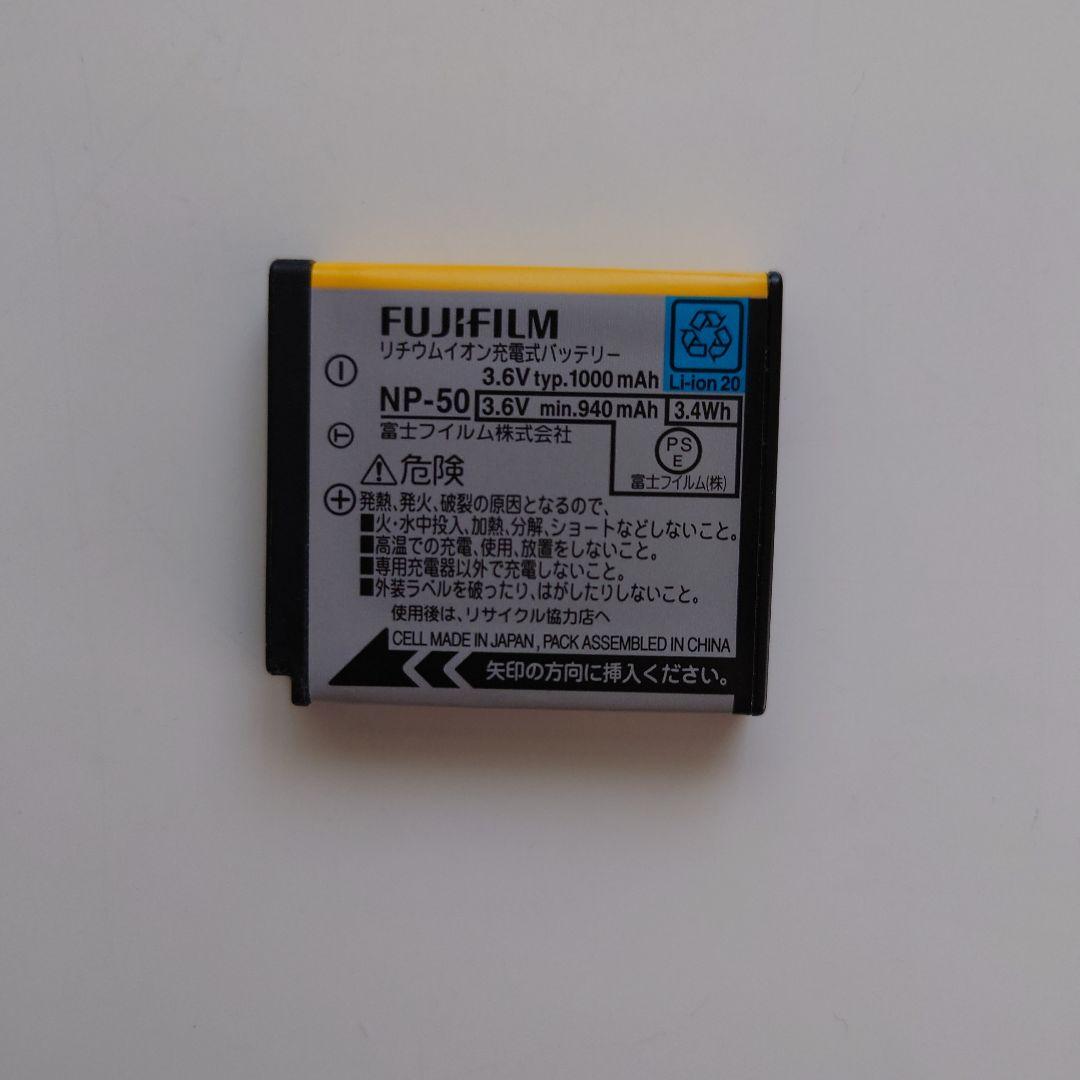 FUJIFILM
リチウムイオン充電式バッテリー
3.6V typ.1000 mAh
Li-ion 20
NP-50
3.6V min.940 mAh
3.4Wh
富士フイルム株式会社
PS
E
富士フイルム(株)
⚠危険
発熱、発火、破裂の原因となるので、
■火・水中投入、加熱、分解、ショートなどしないこと。
■高温での充電、使用、放置をしないこと。
■専用充電器以外で充電しないこと。
■外装ラベルを破ったり、はがしたりしないこと。
使用後は、リサイクル協力店へ
CELL MADE IN JAPAN, PACK ASSEMBLED IN CHINA
矢印の方向に挿入ください。
−
T
+